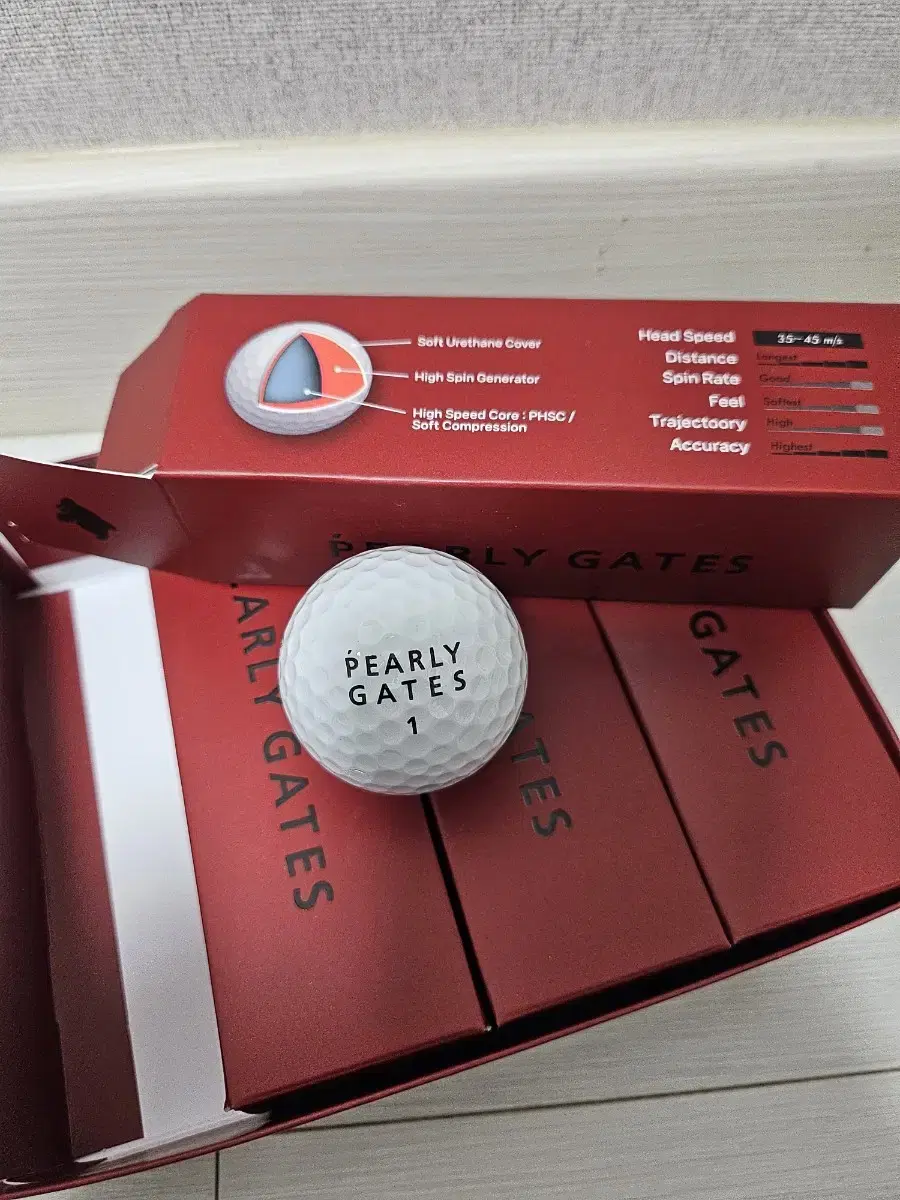 Soft Urethane Cover
High Spin Generator
High Speed Core : PHSC /
Soft Compression
Head Speed 35~45 m/s
Distance Longest
Spin Rate Good
Feel Softest
Trajectoory High
Accuracy Highest
PEARLY GATES
ARLY GATES
ATES
GATES
PEARLY
GATES
1